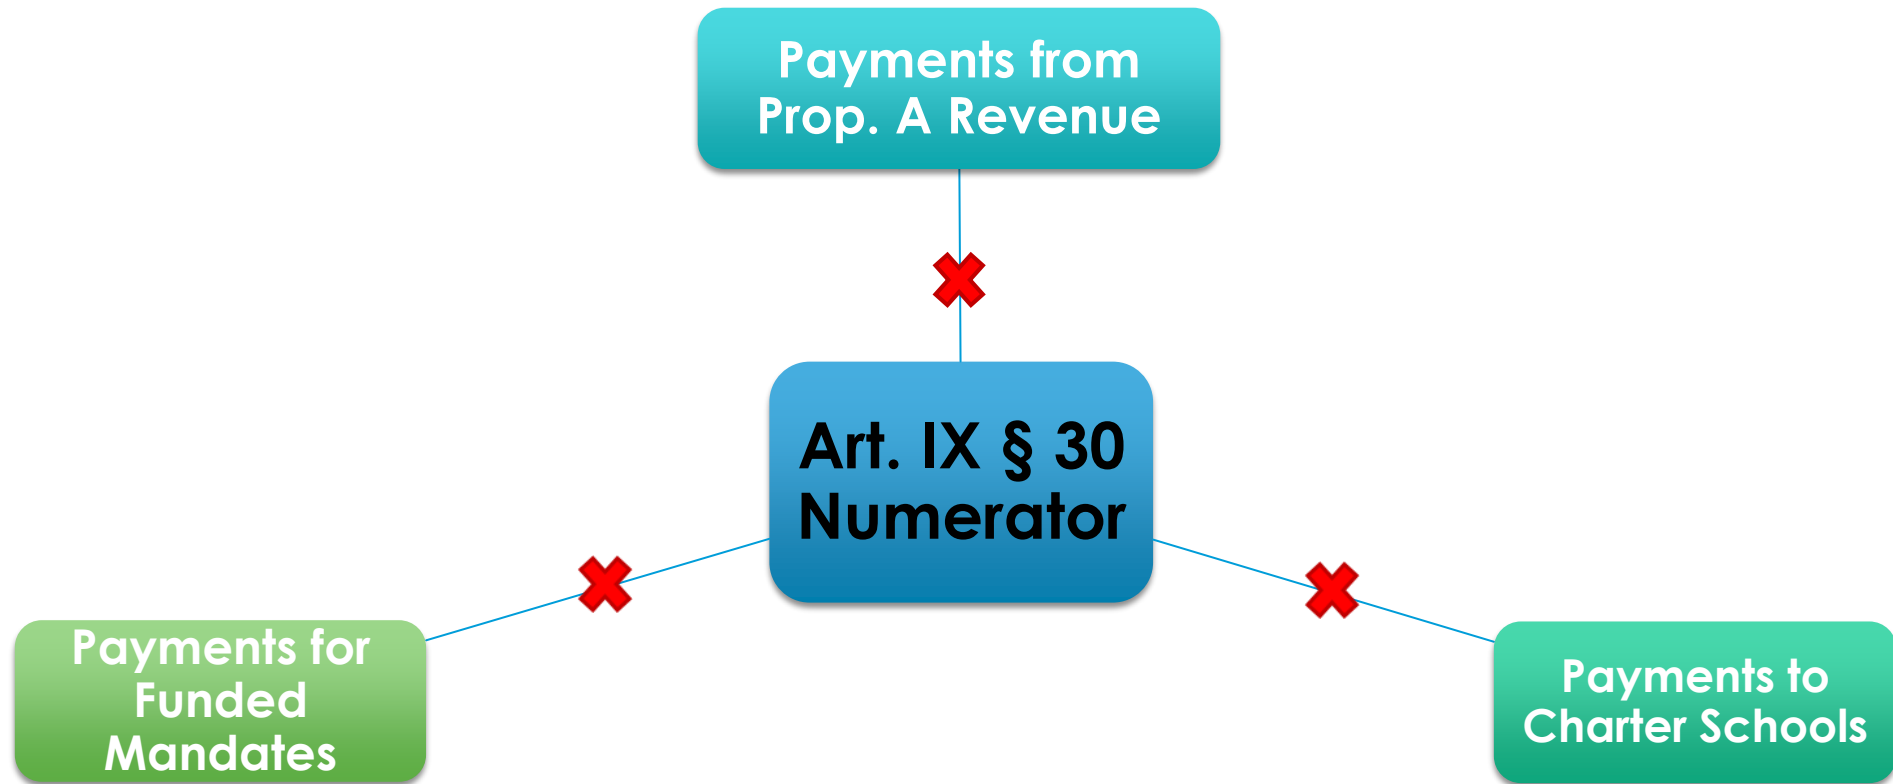 Payments from
Prop. A Revenue
Art. IX § 30
Numerator
Payments for
Funded
Mandates
Payments to
Charter Schools